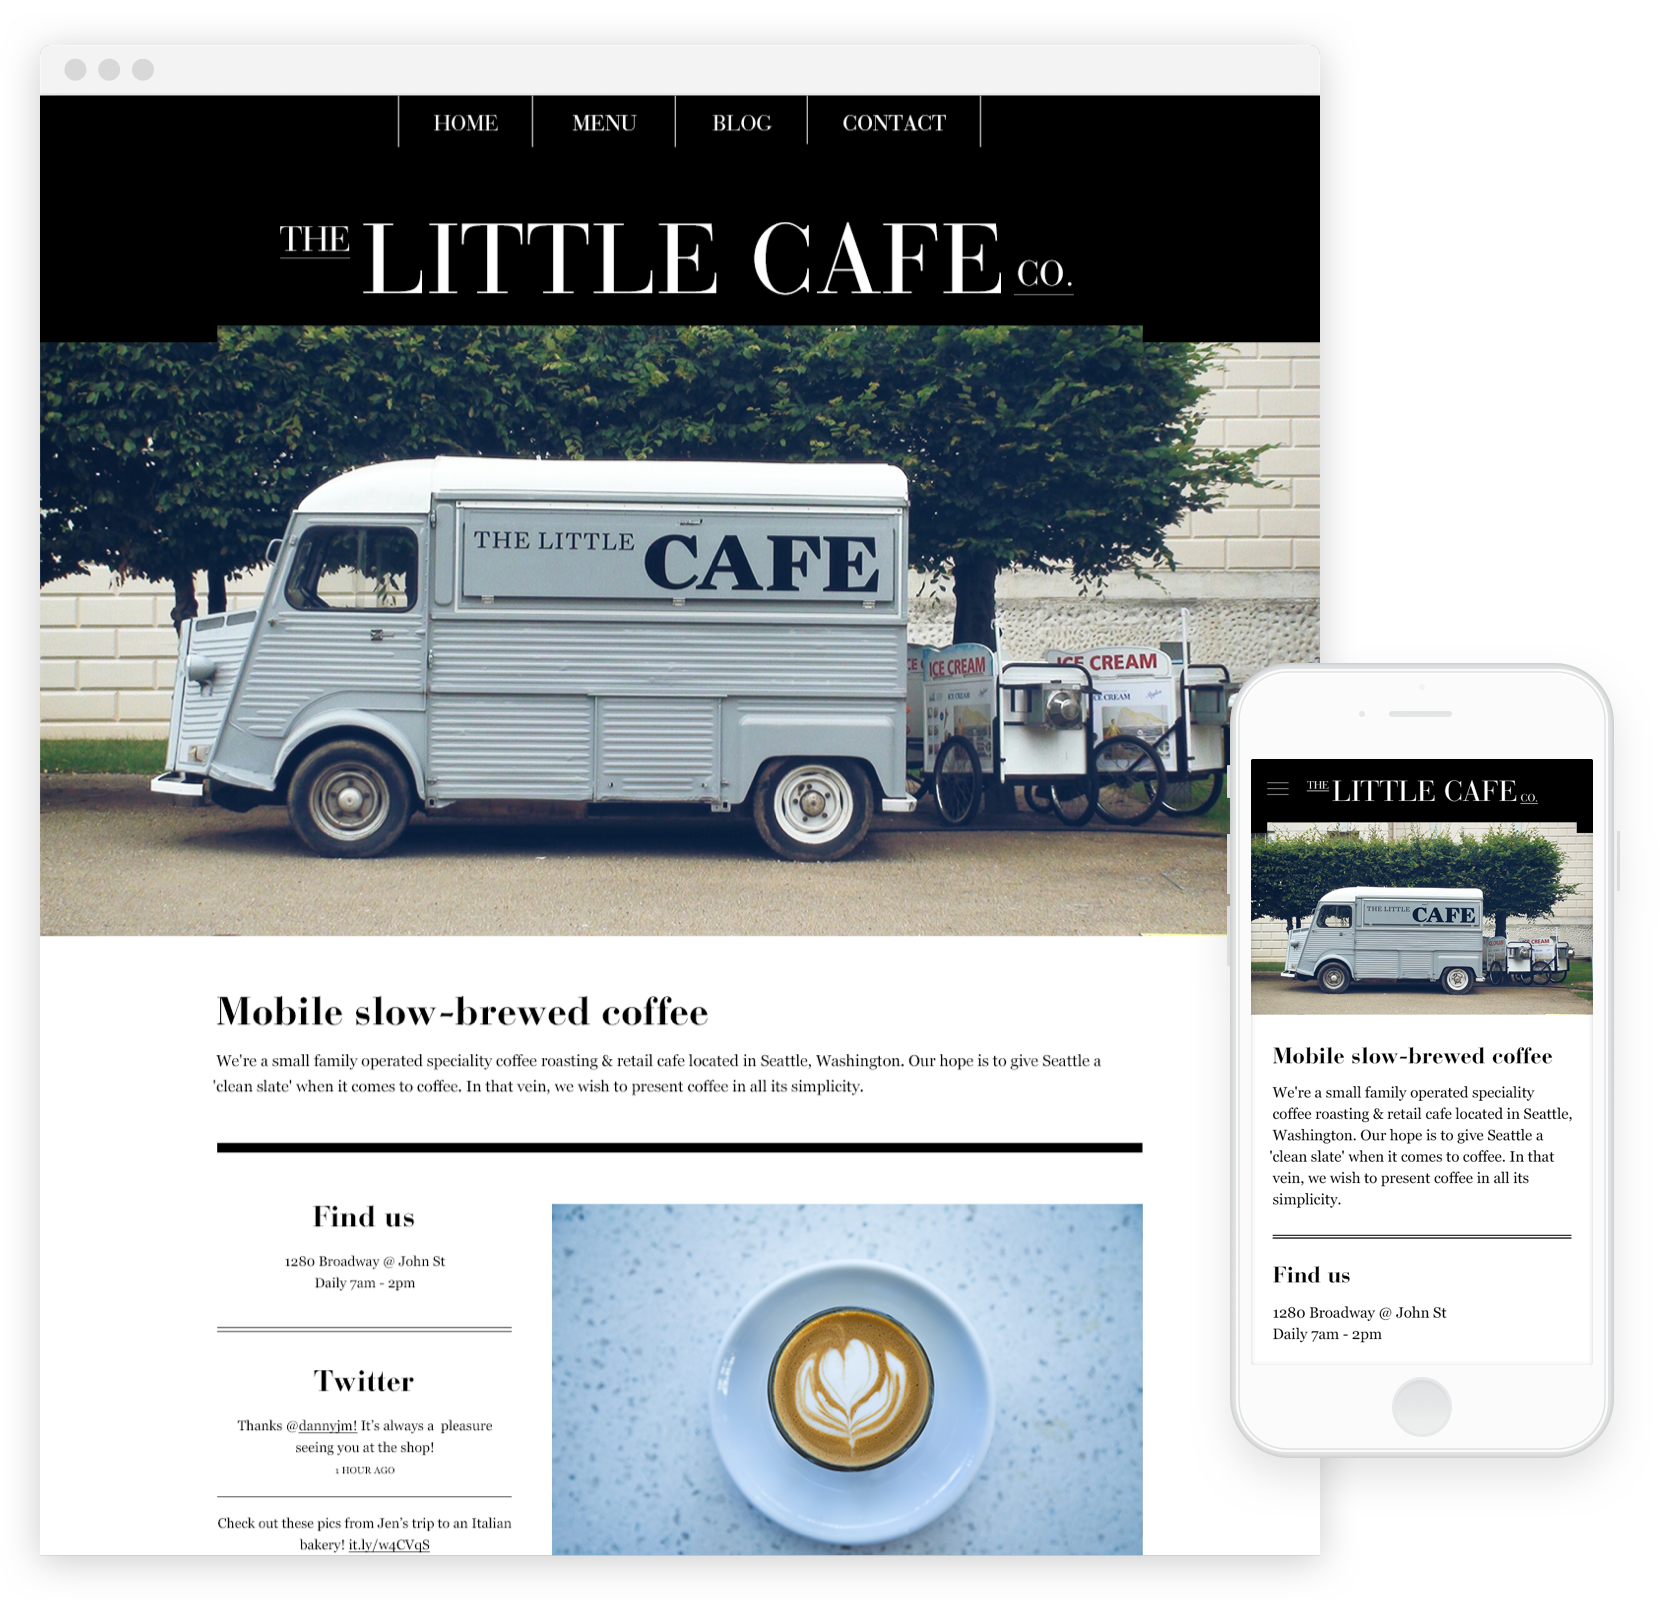 HOME MENU BLOG CONTACT
THE LITTLE CAFE CO.
THE LITTLE CAFE
ICE CREAM
ICE CREAM
ICE CREAM
CE CREAM
Mobile slow-brewed coffee
We're a small family operated speciality coffee roasting & retail cafe located in Seattle, Washington. Our hope is to give Seattle a
'clean slate' when it comes to coffee. In that vein, we wish to present coffee in all its simplicity.
Find us
1280 Broadway @ John St
Daily 7am - 2pm
Twitter
Thanks @dannyjm! It's always a pleasure
seeing you at the shop!
1 HOUR AGO
Check out these pics from Jen's trip to an Italian
bakery! it.ly/w4CVqS
THE LITTLE CAFE CO.
THE LITTLE CAFE
CREAM
Mobile slow-brewed coffee
We're a small family operated speciality
coffee roasting & retail cafe located in Seattle,
Washington. Our hope is to give Seattle a
'clean slate' when it comes to coffee. In that
vein, we wish to present coffee in all its
simplicity.
Find us
1280 Broadway @ John St
Daily 7am - 2pm